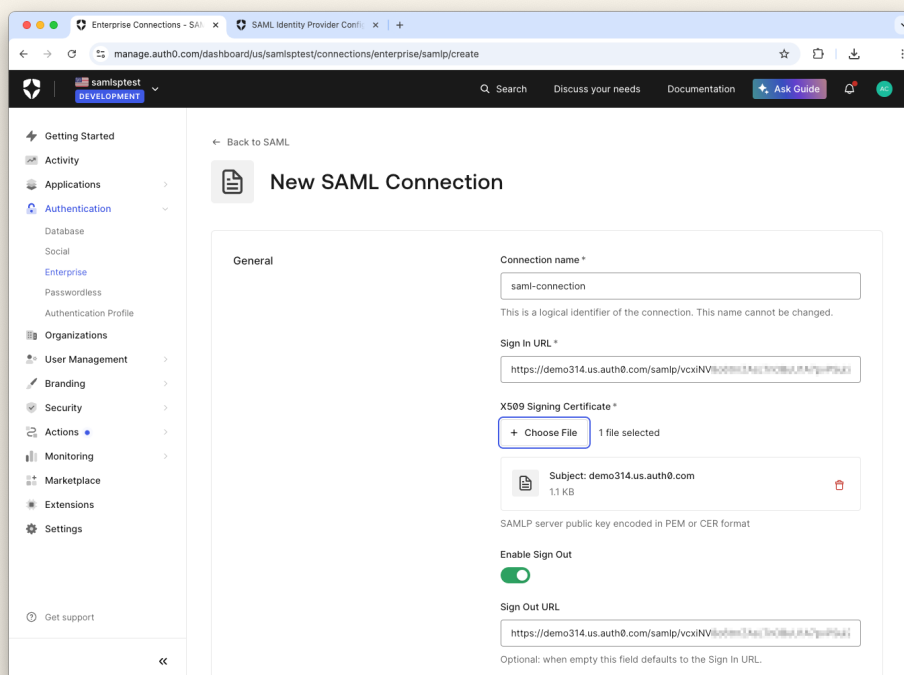 Enterprise Connections - SAM
SAML Identity Provider Config
manage.auth0.com/dashboard/us/samlsptest/connections/enterprise/samlp/create
samlsptest
DEVELOPMENT
Search
Discuss your needs
Documentation
Ask Guide
AC
Getting Started
Activity
Applications
Authentication
Database
Social
Enterprise
Passwordless
Authentication Profile
Organizations
User Management
Branding
Security
Actions
Monitoring
Marketplace
Extensions
Settings
Get support
← Back to SAML
New SAML Connection
General
Connection name *
saml-connection
This is a logical identifier of the connection. This name cannot be changed.
Sign In URL *
https://demo314.us.auth0.com/samlp/vcxiNV
X509 Signing Certificate *
+ Choose File
1 file selected
Subject: demo314.us.auth0.com
1.1 KB
SAMLP server public key encoded in PEM or CER format
Enable Sign Out
Sign Out URL
https://demo314.us.auth0.com/samlp/vcxiNV
Optional: when empty this field defaults to the Sign In URL.